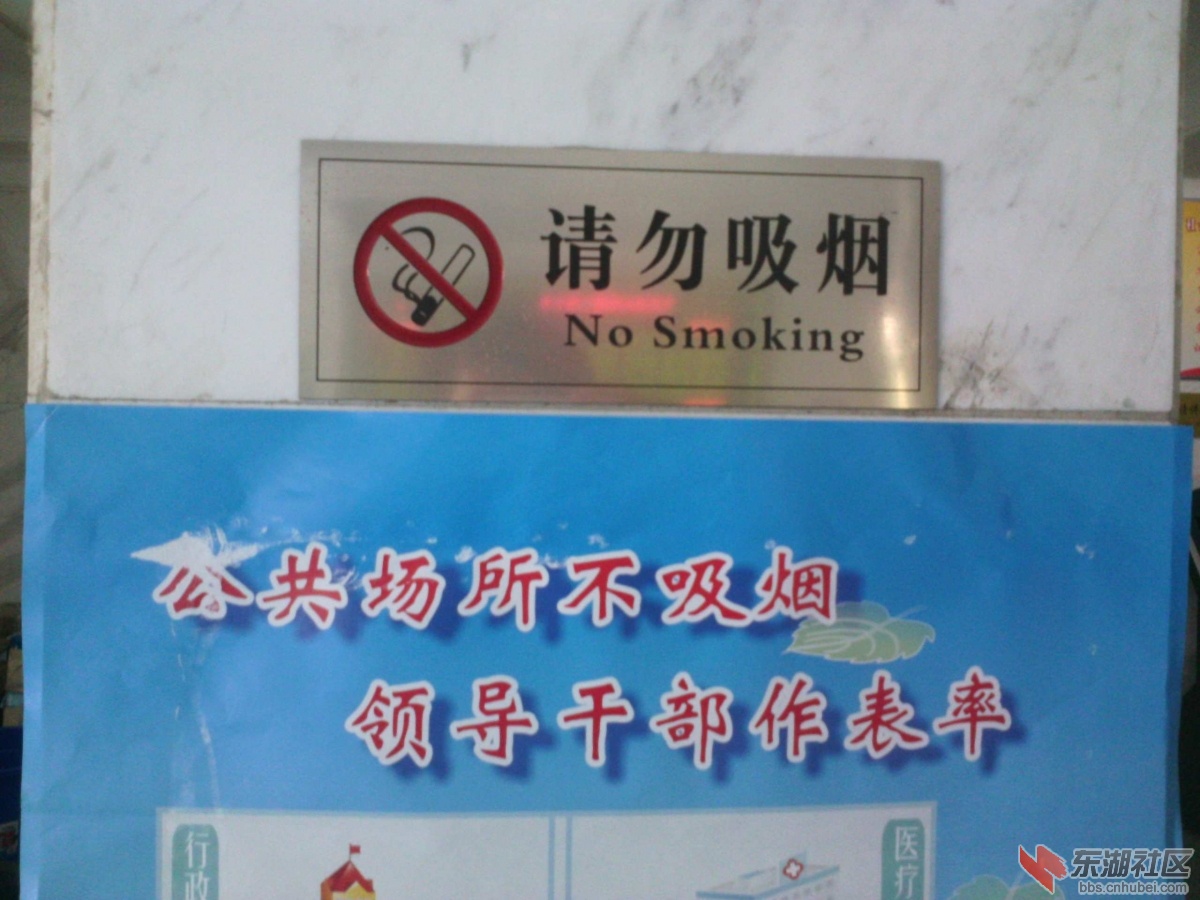 请勿吸烟
No Smoking
公共场所不吸烟
领导干部作表率
行政
医疗
东湖社区
bbs.cnhubei.com